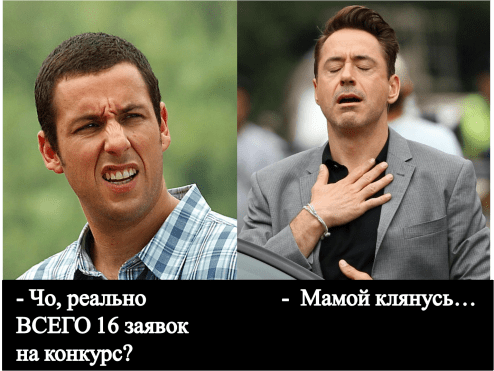 - Чо, реально
ВСЕГО 16 заявок
на конкурс?
- Мамой клянусь...